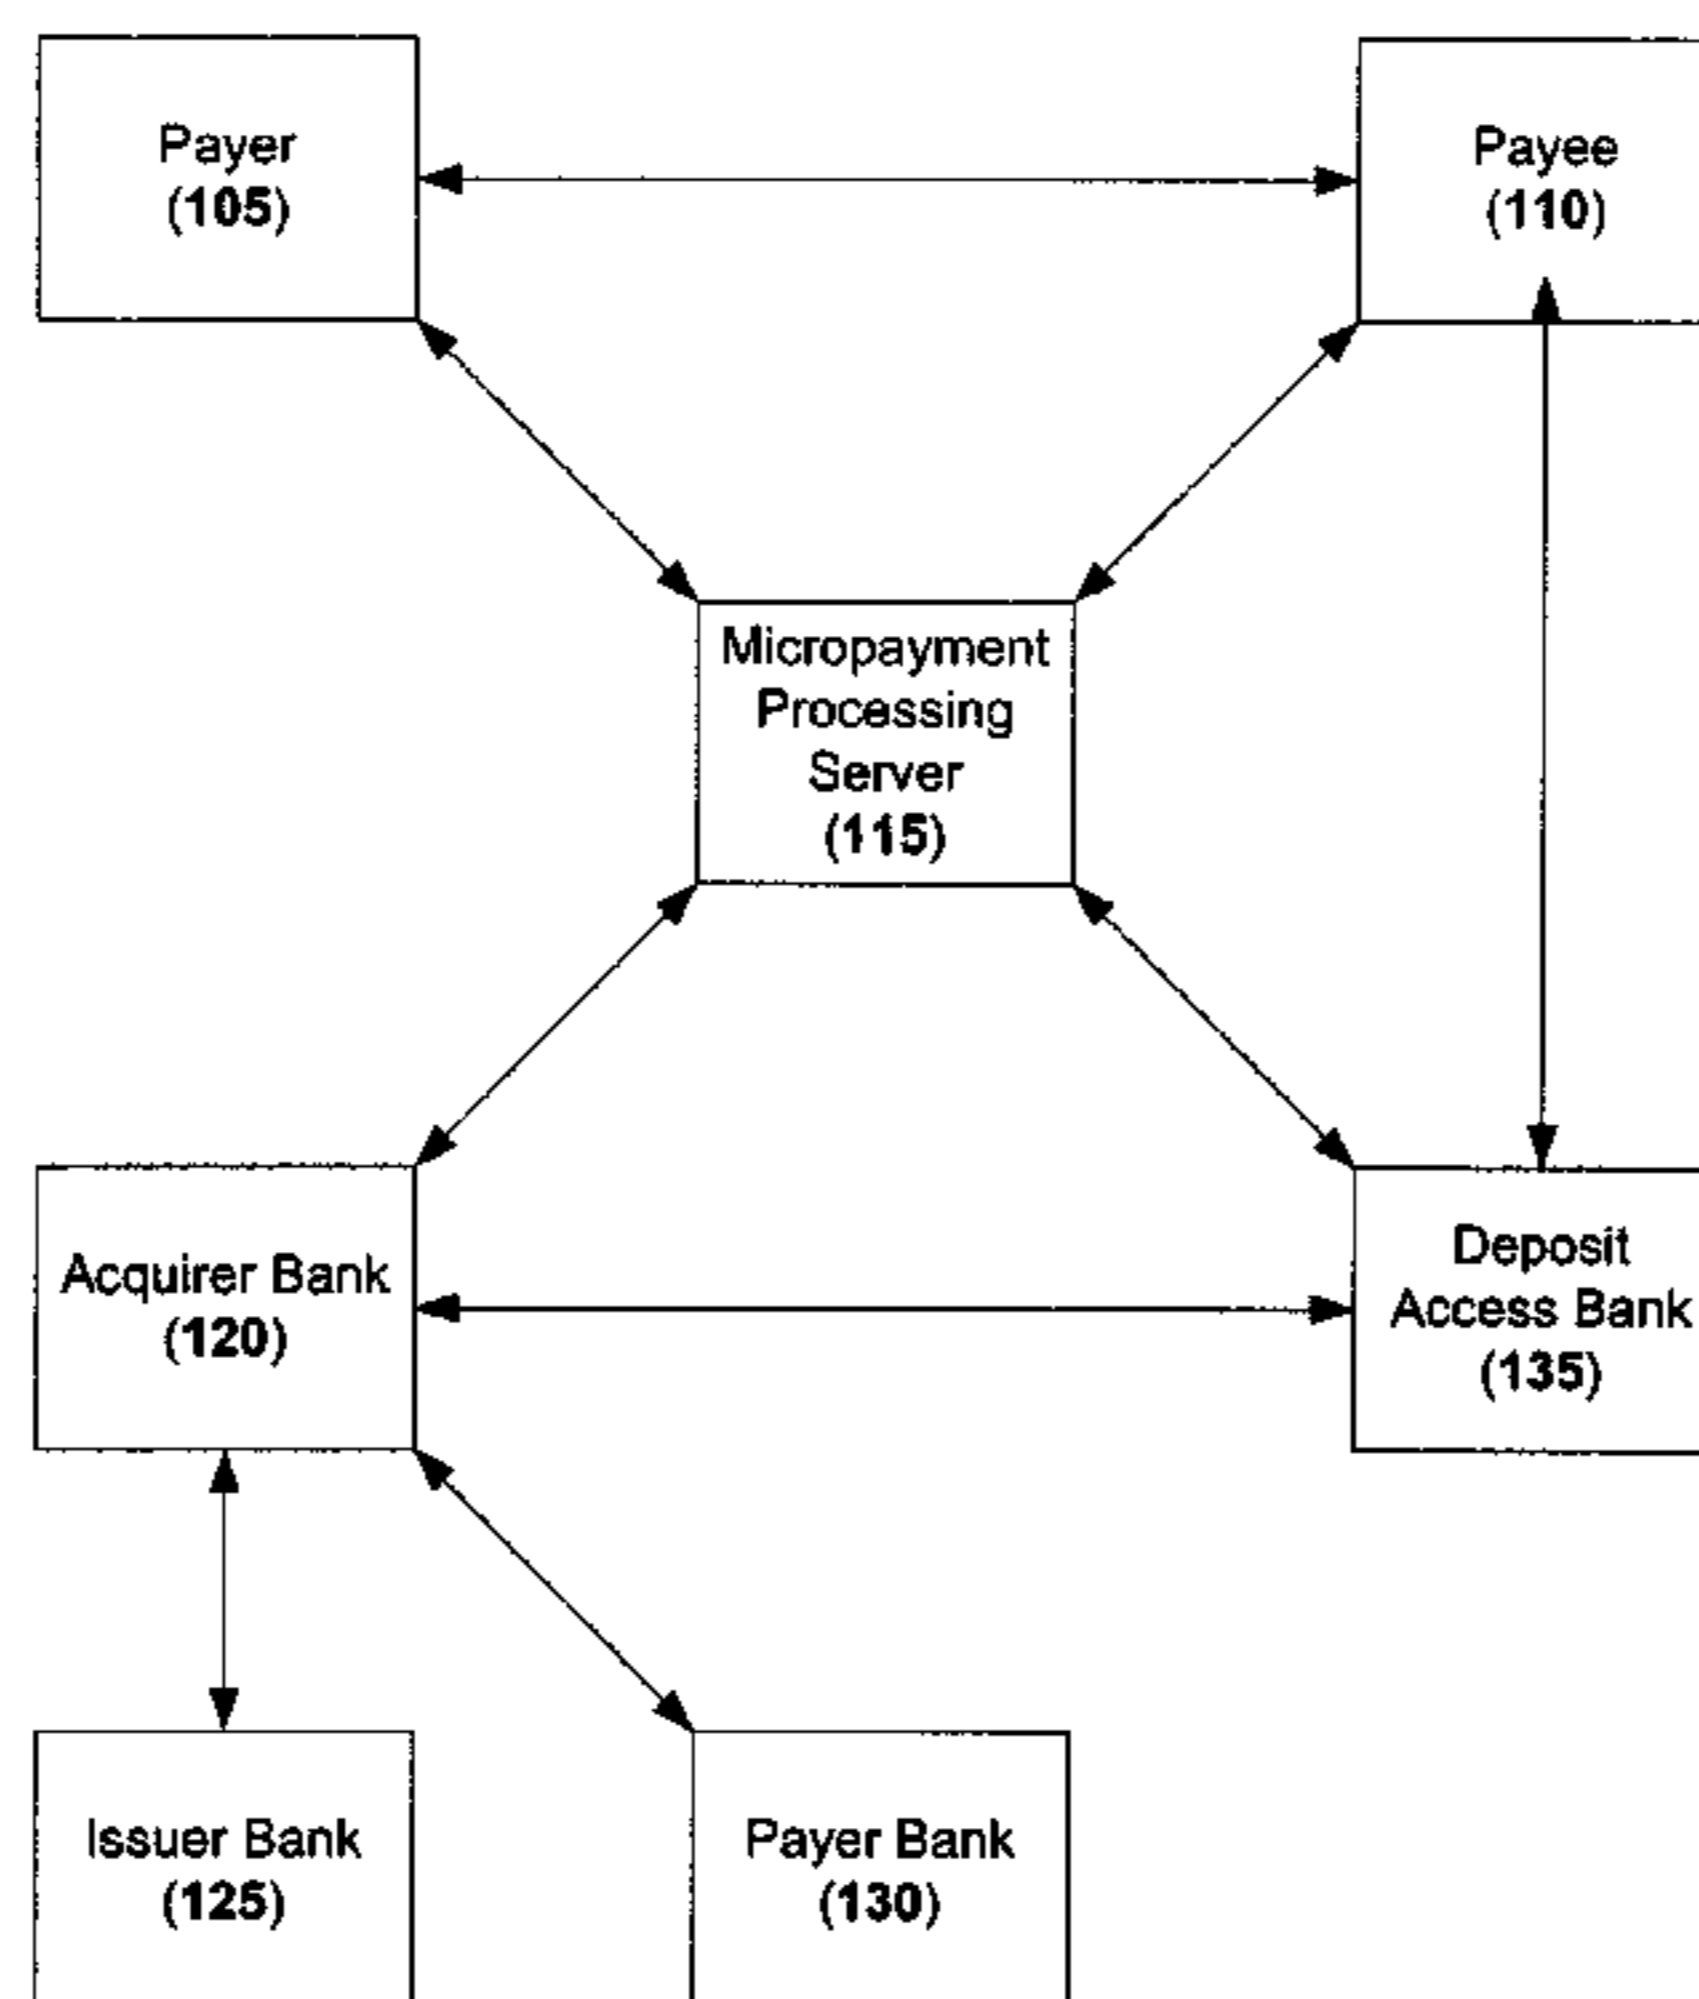 Payer
(105)
Payee
(110)
Micropayment
Processing
Server
(115)
Acquirer Bank
(120)
Deposit
Access Bank
(135)
Issuer Bank
(125)
Payer Bank
(130)